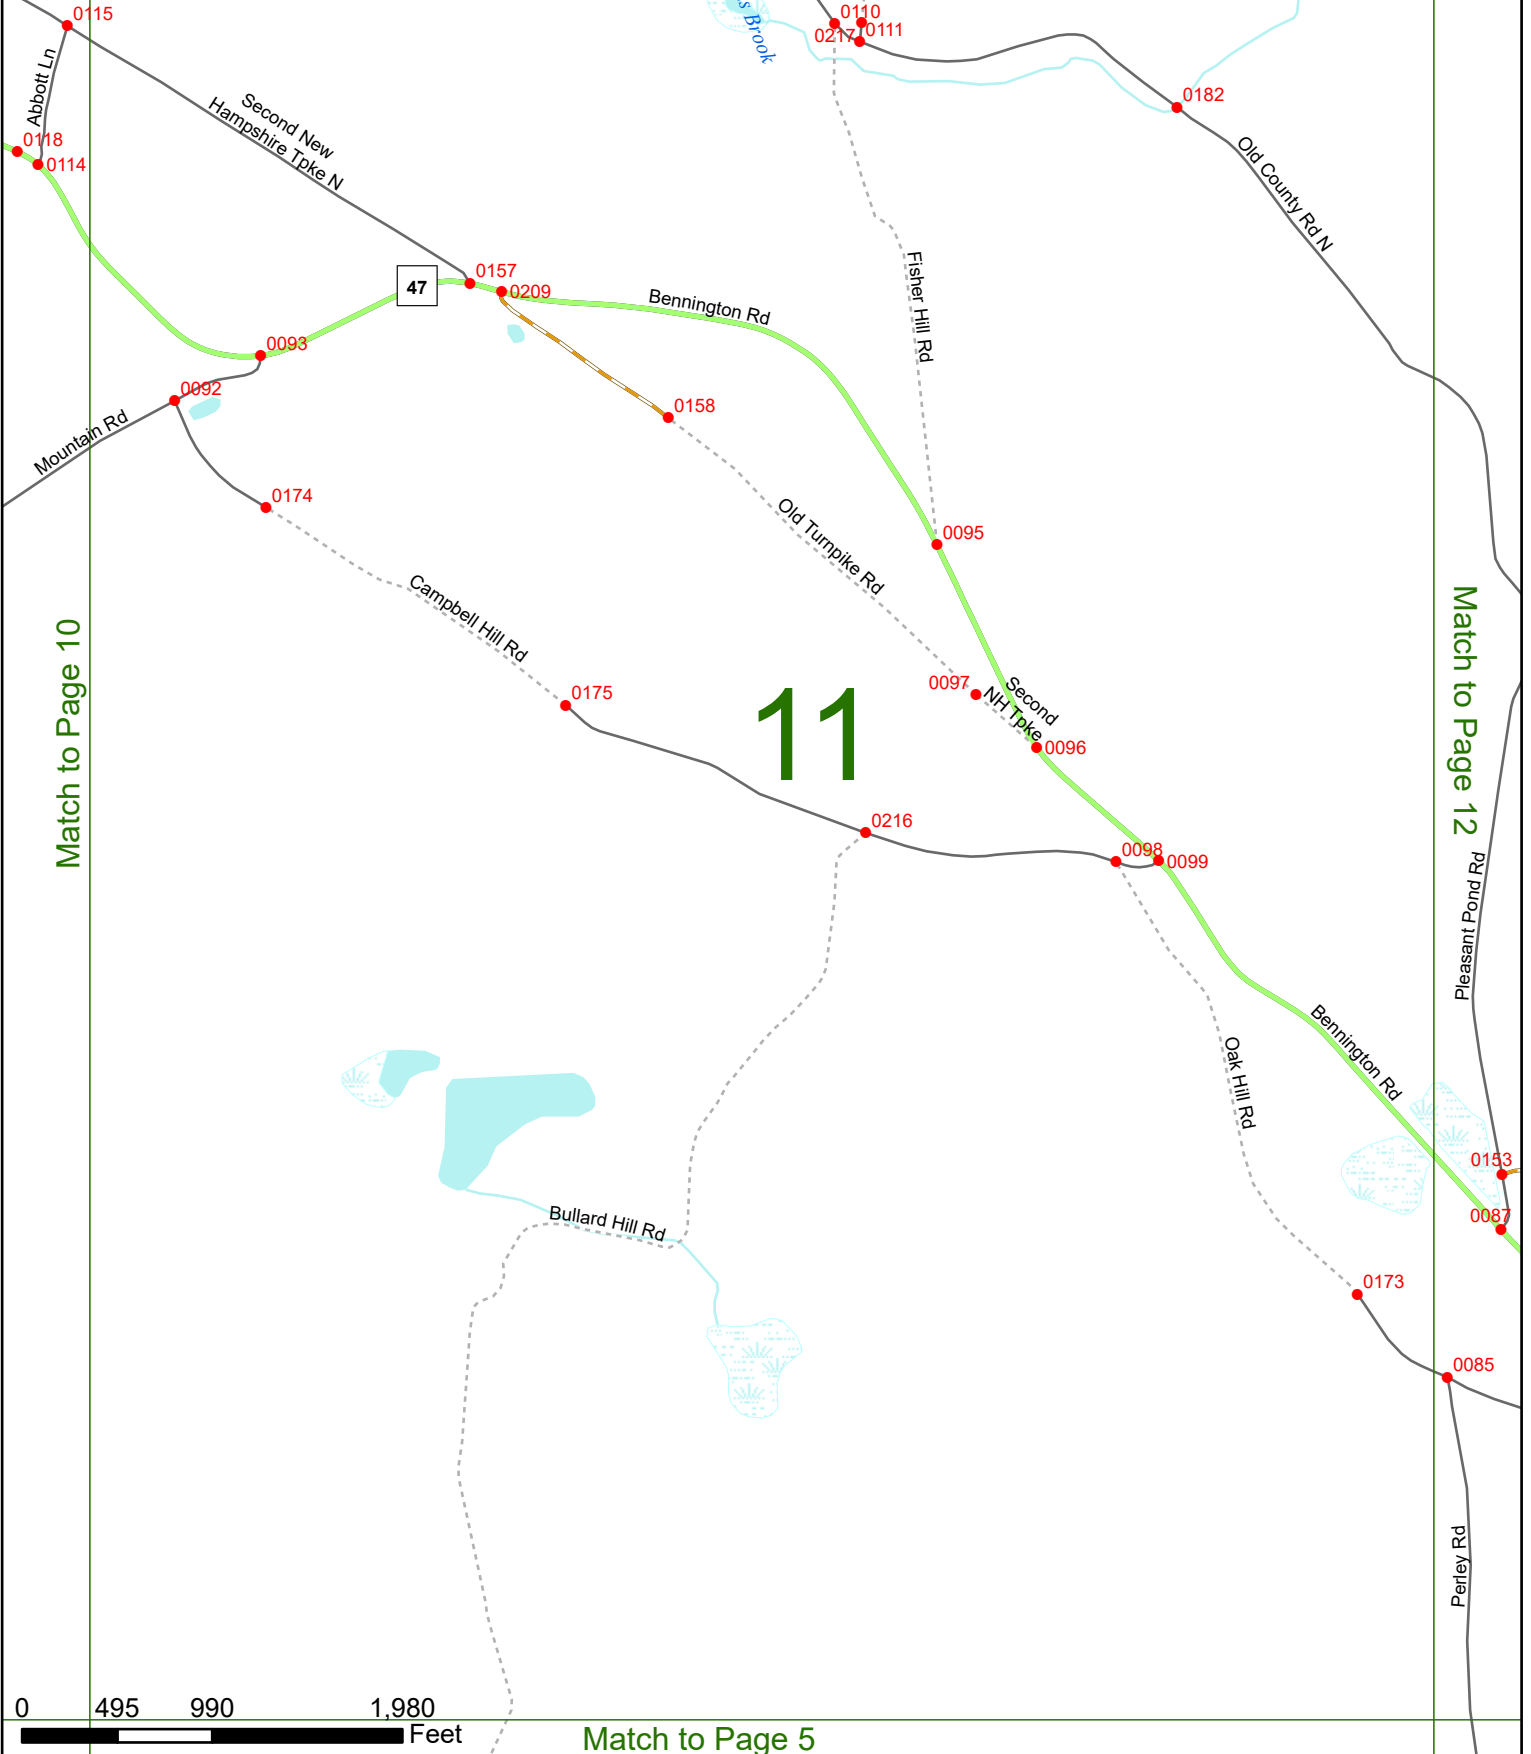 0115
0110
0217
0111
s Brook
Abbott Ln
0182
Second New
Hampshire Tpke N
0118
0114
Old County Rd N
0157
47
0209
Bennington Rd
Fisher Hill Rd
0093
0092
0158
Mountain Rd
0174
Old Turnpike Rd
0095
Campbell Hill Rd
Match to Page 10
Match to Page 12
0175
0097
Second
NH Tpke
11
0096
0216
0098
0099
Pleasant Pond Rd
Bennington Rd
Oak Hill Rd
0153
Bullard Hill Rd
0087
0173
0085
Perley Rd
0 495 990 1,980
Feet
Match to Page 5